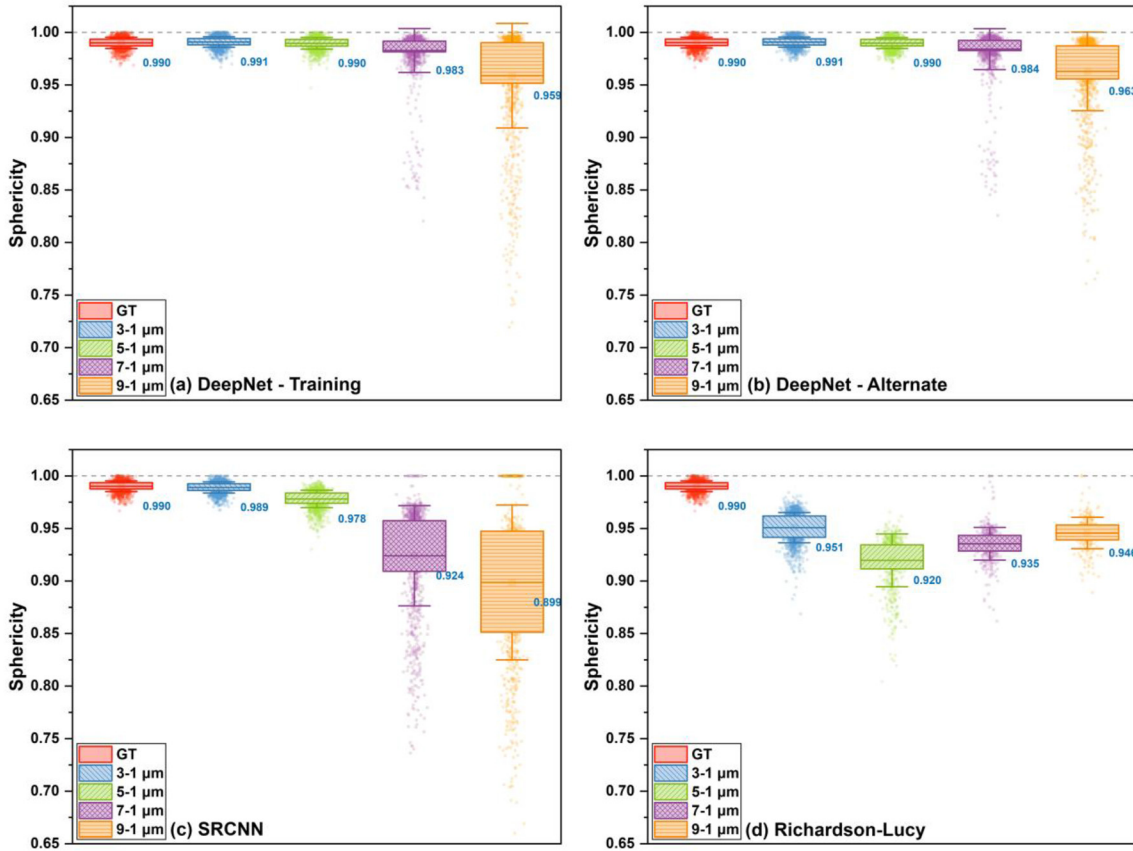 1.00
0.95
0.90
0.85
0.80
0.75
0.70
0.65
Sphericity
0.990
0.991
0.990
0.983
0.959
GT
3-1 µm
5-1 µm
7-1 µm
9-1 µm
(a) DeepNet - Training
1.00
0.95
0.90
0.85
0.80
0.75
0.70
0.65
Sphericity
0.990
0.991
0.990
0.984
0.963
GT
3-1 µm
5-1 µm
7-1 µm
9-1 µm
(b) DeepNet - Alternate
1.00
0.95
0.90
0.85
0.80
0.75
0.70
0.65
Sphericity
0.990
0.989
0.978
0.924
0.899
GT
3-1 µm
5-1 µm
7-1 µm
9-1 µm
(c) SRCNN
1.00
0.95
0.90
0.85
0.80
0.75
0.70
0.65
Sphericity
0.990
0.951
0.920
0.935
0.946
GT
3-1 µm
5-1 µm
7-1 µm
9-1 µm
(d) Richardson-Lucy